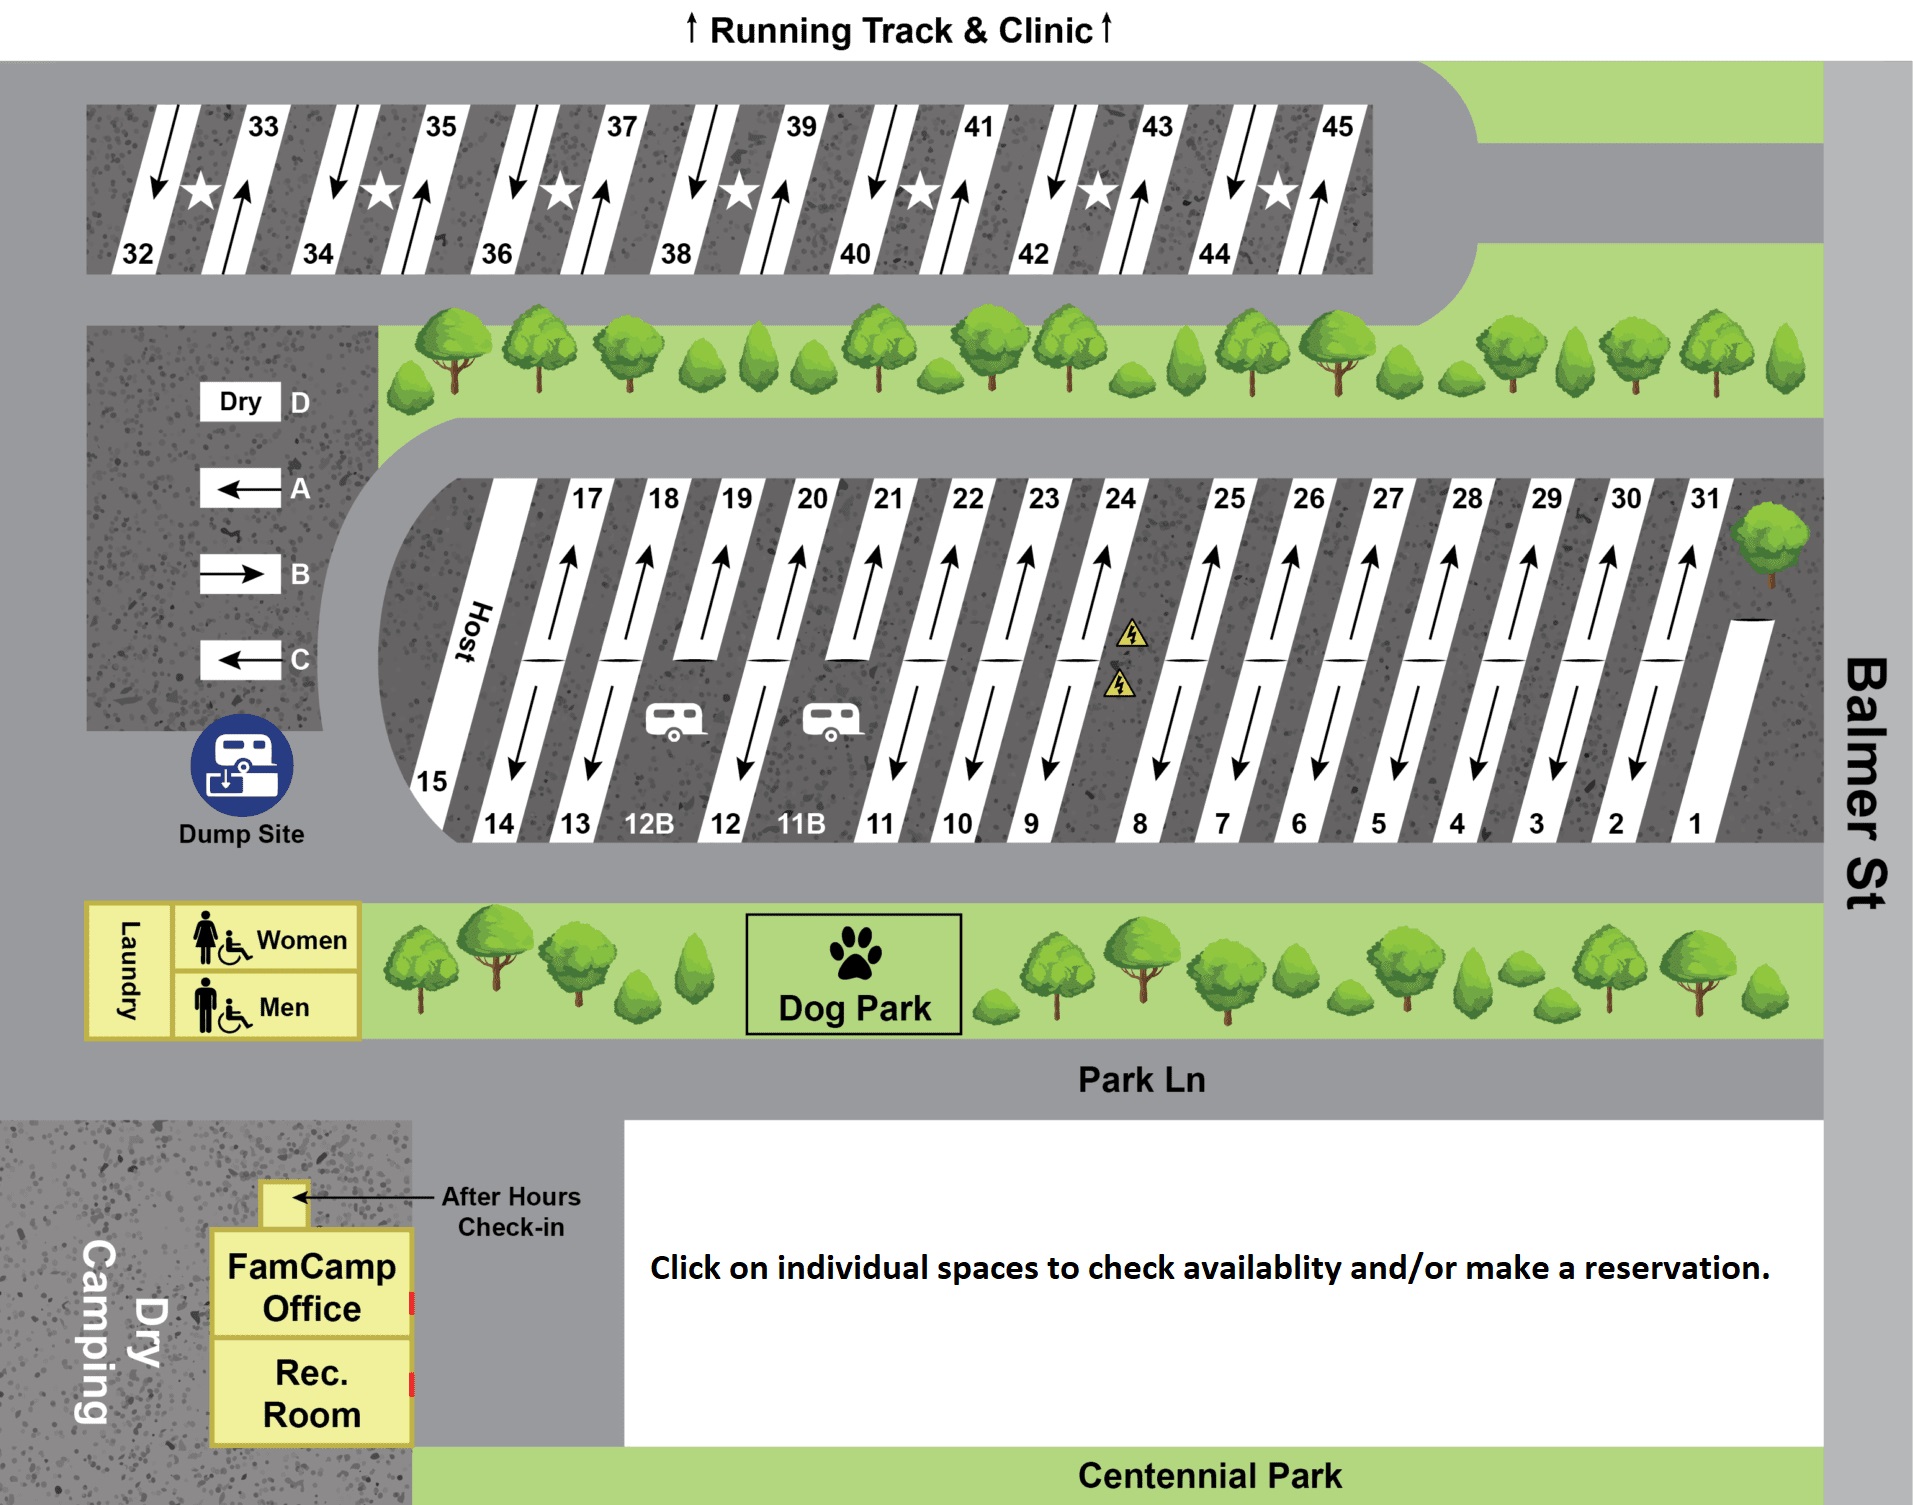 Running Track & Clinic
33 35 37 39 41 43 45
32 34 36 38 40 42 44
Dry D
A
B
C
Dump Site
17 18 19 20 21 22 23 24 25 26 27 28 29 30 31
Host
15
14 13 12B 12 11B 11 10 9 8 7 6 5 4 3 2 1
Balmer St
Laundry
Women
Men
Dog Park
Park Ln
After Hours
Check-in
Dry
Camping
FamCamp
Office
Rec.
Room
Click on individual spaces to check availablity and/or make a reservation.
Centennial Park